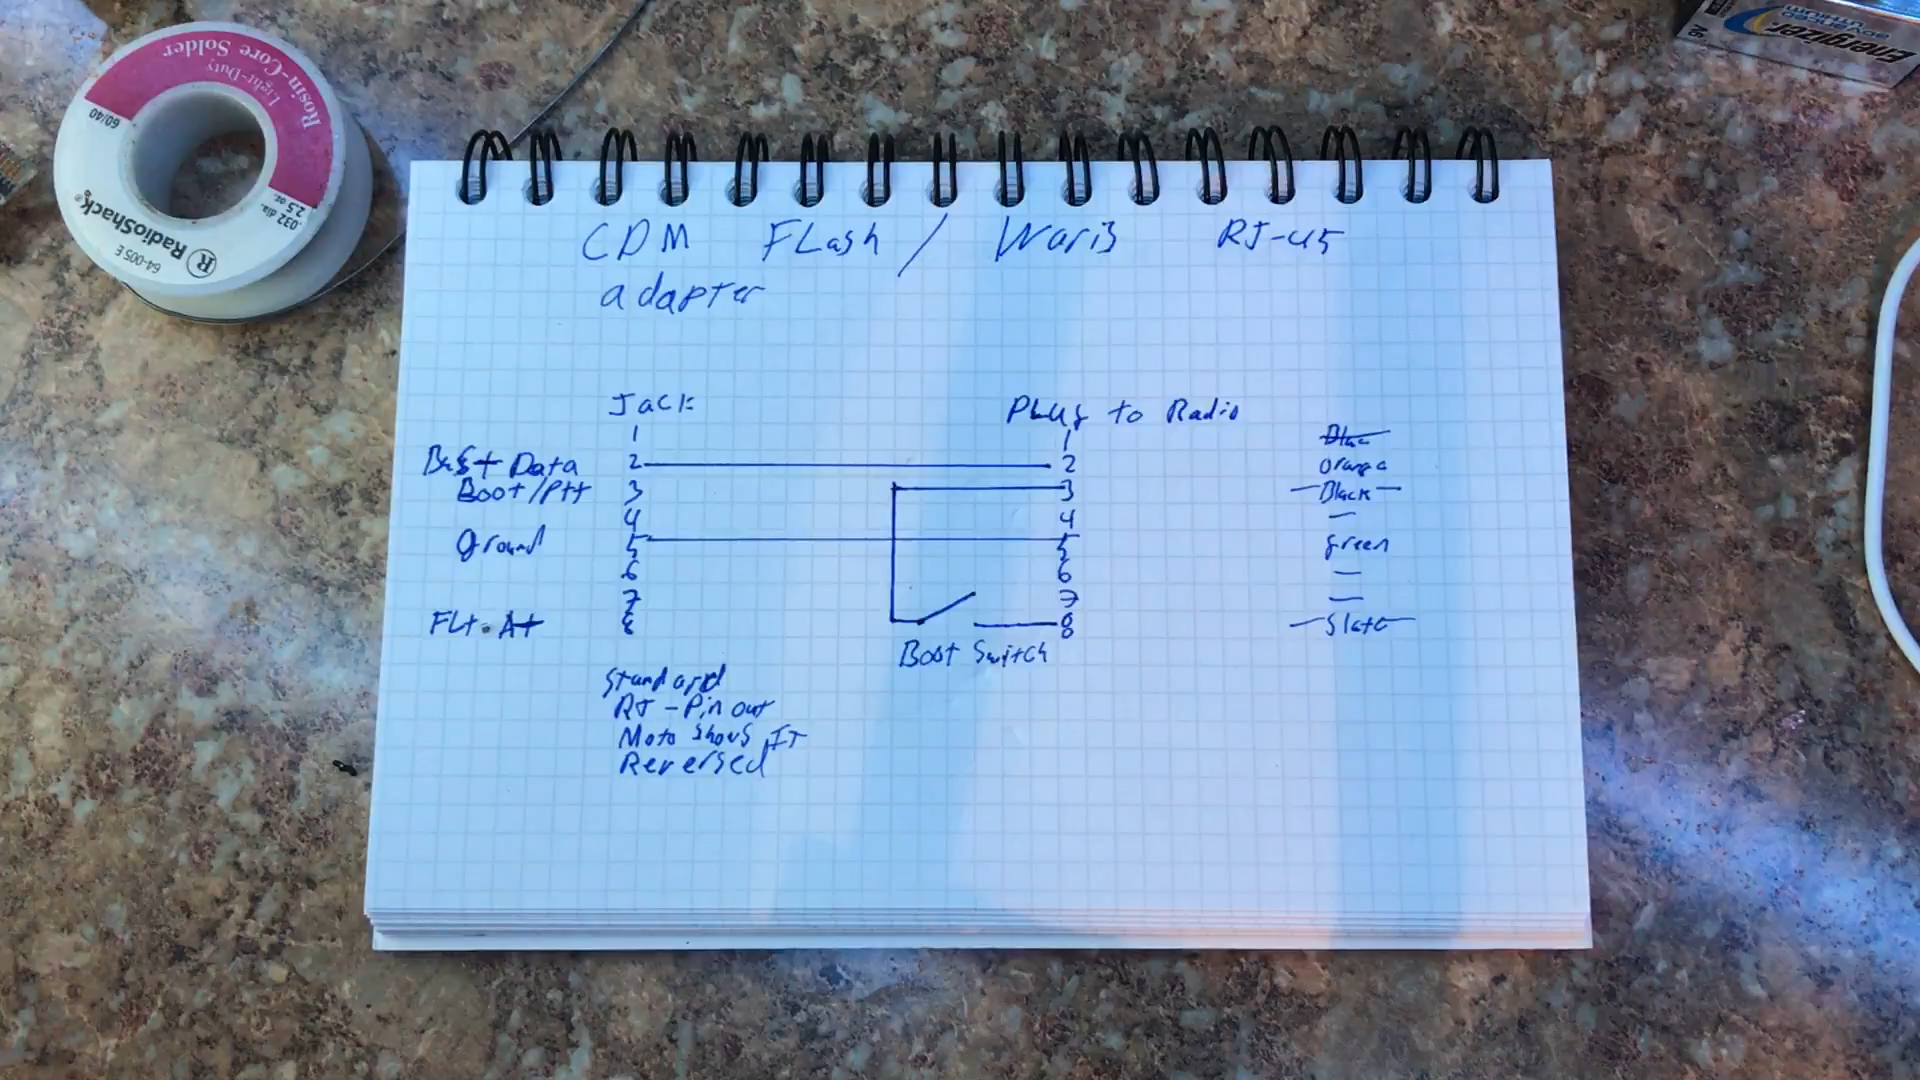 Rosin-Core Solder
Light-Duty
60/40
.032 dia.
2.5 oz.
RadioShack®
64-005 E
Energizer
LITHIUM
CDM FLash / Waris RJ-45
adapter
Jack Plug to Radio
1 1 Blue
Bus + Data 2 2 orange
Boot/Ptt 3 3 Black
4 4 —
Ground 5 5 green
6 6 —
7 7 —
FLt. A+ 8 8 Slate
Boot Switch
Standard
RJ-Pin out
Moto shows IT
Reversed